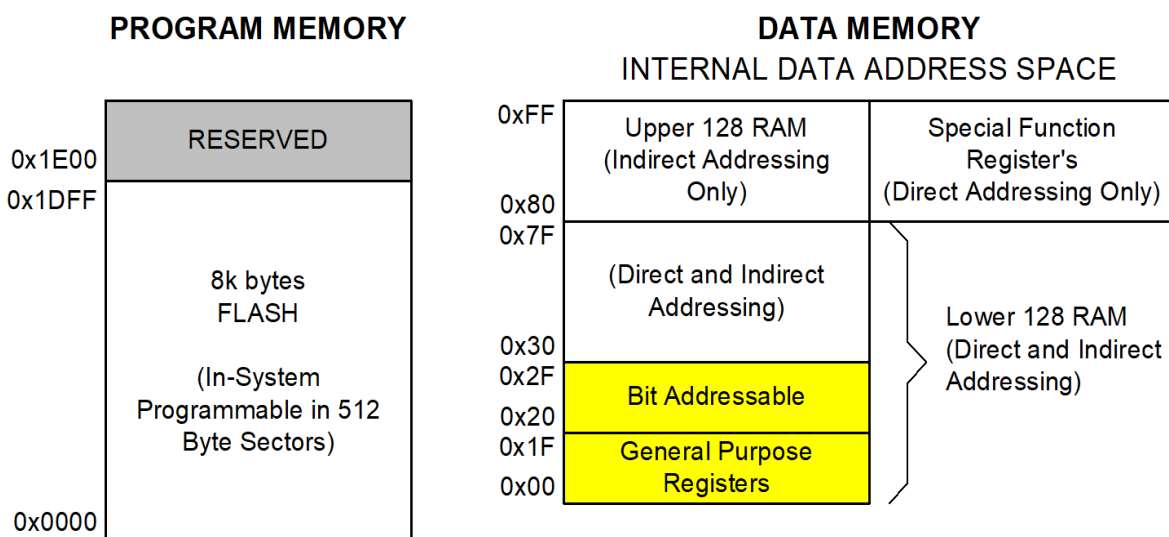 PROGRAM MEMORY
RESERVED
0x1E00
0x1DFF
8k bytes
FLASH
(In-System
Programmable in 512
Byte Sectors)
0x0000
DATA MEMORY
INTERNAL DATA ADDRESS SPACE
0xFF
Upper 128 RAM
(Indirect Addressing
Only)
0x80
Special Function
Register's
(Direct Addressing Only)
0x7F
(Direct and Indirect
Addressing)
0x30
0x2F
Bit Addressable
0x20
0x1F
General Purpose
Registers
0x00
Lower 128 RAM
(Direct and Indirect
Addressing)